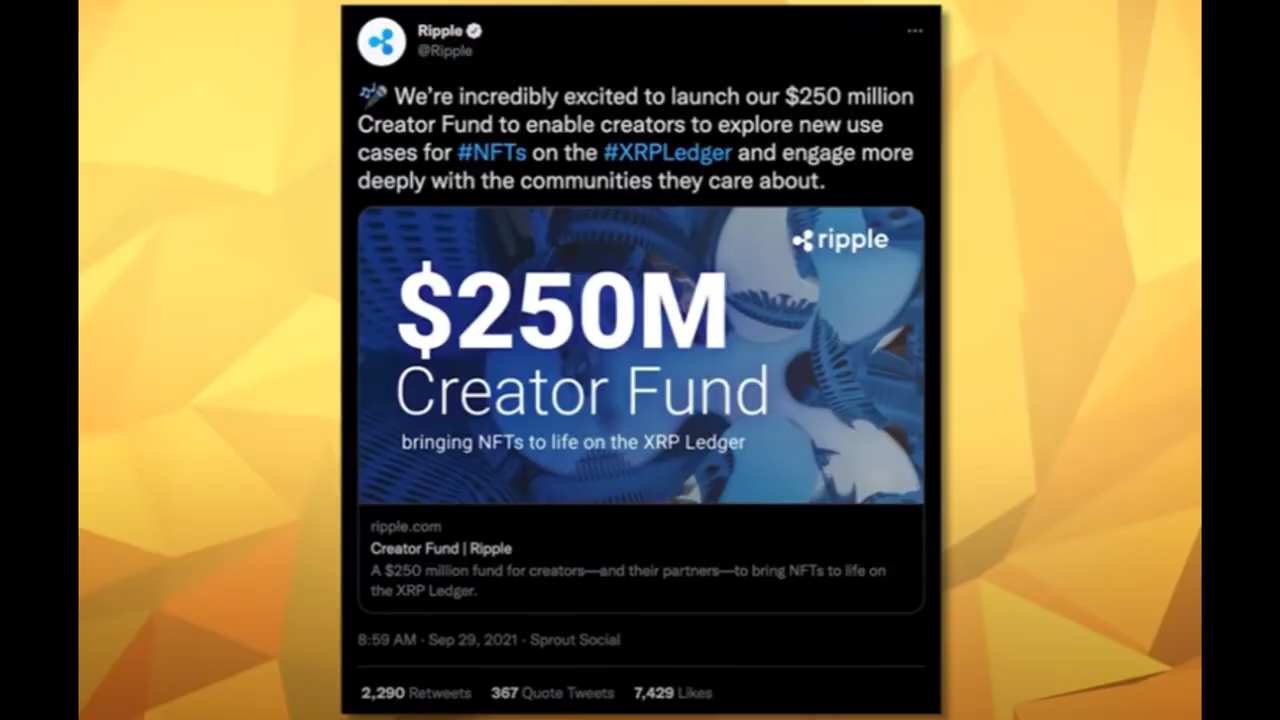 Ripple
@Ripple
We're incredibly excited to launch our $250 million
Creator Fund to enable creators to explore new use
cases for #NFTs on the #XRPLedger and engage more
deeply with the communities they care about.
ripple
$250M
Creator Fund
bringing NFTs to life on the XRP Ledger
ripple.com
Creator Fund | Ripple
A $250 million fund for creators—and their partners—to bring NFTs to life on
the XRP Ledger.
8:59 AM · Sep 29, 2021 · Sprout Social
2,290 Retweets 367 Quote Tweets 7,429 Likes